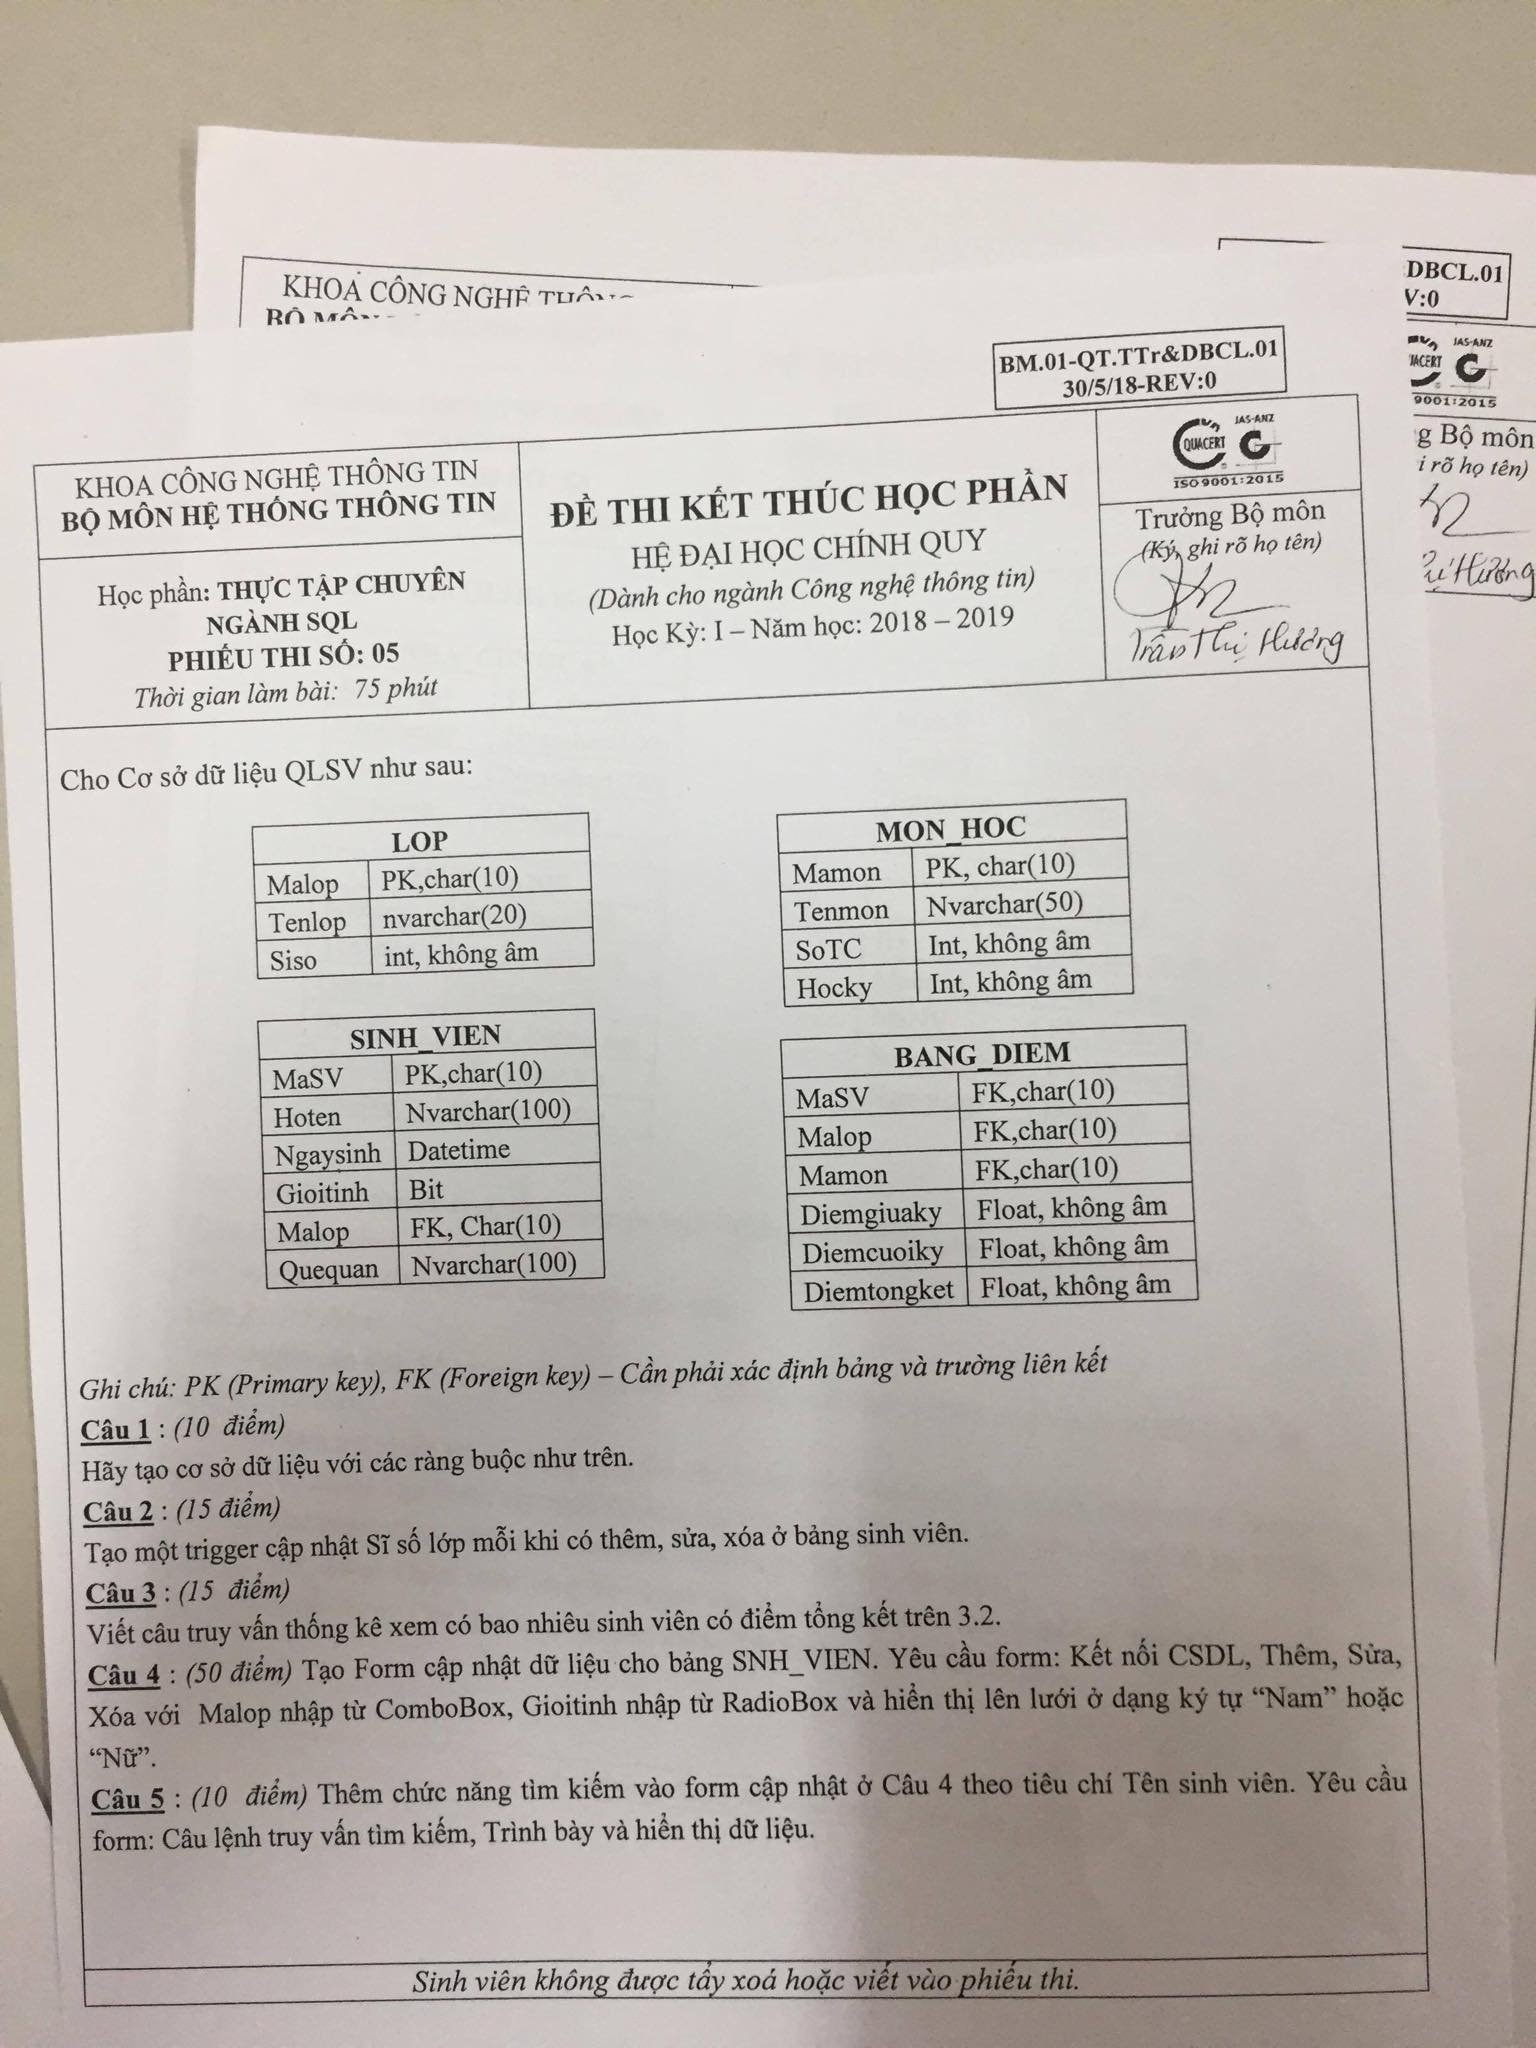 KHOA CÔNG NGHỆ
DBCL.01
V:0
JAS-ANZ
9001:2015
g Bộ môn
i rõ họ tên)
BM.01-QT.TTr&DBCL.01
30/5/18-REV:0
KHOA CÔNG NGHỆ THÔNG TIN
BỘ MÔN HỆ THỐNG THÔNG TIN
Học phần: THỰC TẬP CHUYÊN
NGÀNH SQL
PHIẾU THI SỐ: 05
Thời gian làm bài: 75 phút
ĐỀ THI KẾT THÚC HỌC PHẦN
HỆ ĐẠI HỌC CHÍNH QUY
(Dành cho ngành Công nghệ thông tin)
Học Kỳ: I – Năm học: 2018 – 2019
QUACERT
JAS-ANZ
ISO 9001:2015
Trưởng Bộ môn
(Ký, ghi rõ họ tên)
Trần Thị Hương
Cho Cơ sở dữ liệu QLSV như sau:
LOP
Malop PK,char(10)
Tenlop nvarchar(20)
Siso int, không âm
MON_HOC
Mamon PK, char(10)
Tenmon Nvarchar(50)
SoTC Int, không âm
Hocky Int, không âm
SINH_VIEN
MaSV PK,char(10)
Hoten Nvarchar(100)
Ngaysinh Datetime
Gioitinh Bit
Malop FK, Char(10)
Quequan Nvarchar(100)
BANG_DIEM
MaSV FK,char(10)
Malop FK,char(10)
Mamon FK,char(10)
Diemgiuaky Float, không âm
Diemcuoiky Float, không âm
Diemtongket Float, không âm
Ghi chú: PK (Primary key), FK (Foreign key) – Cần phải xác định bảng và trường liên kết
Câu 1 : (10 điểm)
Hãy tạo cơ sở dữ liệu với các ràng buộc như trên.
Câu 2 : (15 điểm)
Tạo một trigger cập nhật Sĩ số lớp mỗi khi có thêm, sửa, xóa ở bảng sinh viên.
Câu 3 : (15 điểm)
Viết câu truy vấn thống kê xem có bao nhiêu sinh viên có điểm tổng kết trên 3.2.
Câu 4 : (50 điểm) Tạo Form cập nhật dữ liệu cho bảng SNH_VIEN. Yêu cầu form: Kết nối CSDL, Thêm, Sửa,
Xóa với Malop nhập từ ComboBox, Gioitinh nhập từ RadioBox và hiển thị lên lưới ở dạng ký tự “Nam” hoặc
“Nữ”.
Câu 5 : (10 điểm) Thêm chức năng tìm kiếm vào form cập nhật ở Câu 4 theo tiêu chí Tên sinh viên. Yêu cầu
form: Câu lệnh truy vấn tìm kiếm, Trình bày và hiển thị dữ liệu.
Sinh viên không được tẩy xoá hoặc viết vào phiếu thi.